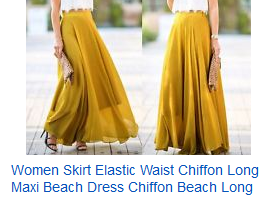 Women Skirt Elastic Waist Chiffon Long
Maxi Beach Dress Chiffon Beach Long